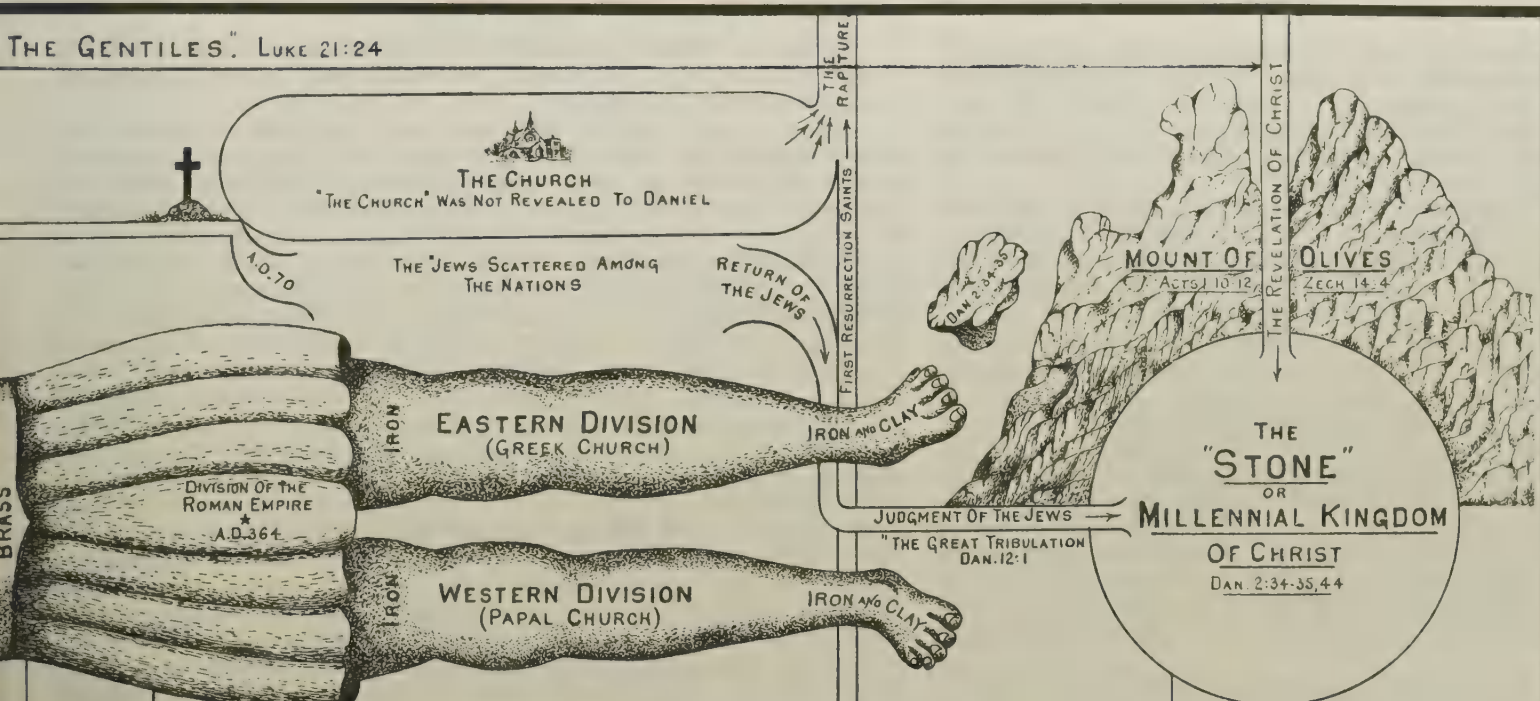 THE GENTILES". LUKE 21:24
THE
RAPTURE.
THE CHURCH
"THE CHURCH" WAS NOT REVEALED TO DANIEL
A.D. 70
THE JEWS SCATTERED AMONG
THE NATIONS
RETURN OF
THE JEWS
FIRST RESURRECTION SAINTS
DAN 2:34-35
THE REVELATION OF CHRIST
MOUNT OF OLIVES
ACTS 1 10-12 ZECH 14:4
BRASS
DIVISION OF THE
ROMAN EMPIRE
A.D. 364
IRON
EASTERN DIVISION
(GREEK CHURCH)
IRON AND CLAY
JUDGMENT OF THE JEWS
"THE GREAT TRIBULATION
DAN. 12:1
IRON
WESTERN DIVISION
(PAPAL CHURCH)
IRON AND CLAY
THE
"STONE"
OR
MILLENNIAL KINGDOM
OF CHRIST
DAN. 2:34-35,44